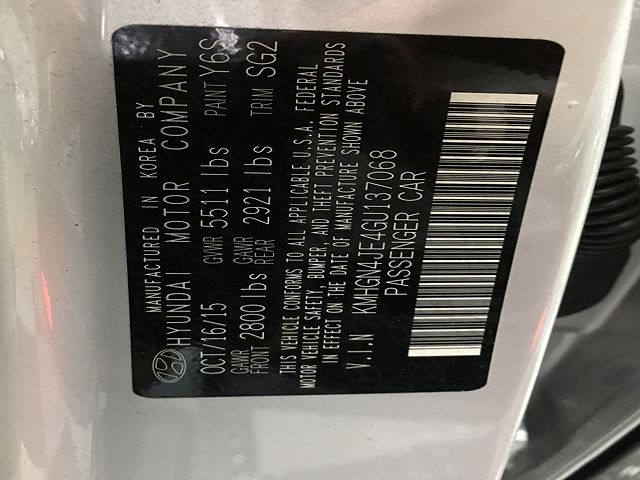 MANUFACTURED IN KOREA BY
HYUNDAI MOTOR COMPANY
OCT/16/15 GVWR 5511 lbs PAINT Y6S
GAWR FRONT 2800 lbs GAWR REAR 2921 lbs TRIM SG2
THIS VEHICLE CONFORMS TO ALL APPLICABLE U.S.A. FEDERAL
MOTOR VEHICLE SAFETY, BUMPER, AND THEFT PREVENTION STANDARDS
IN EFFECT ON THE DATE OF MANUFACTURE SHOWN ABOVE
V.I.N KMHGN4JE4GU137068
PASSENGER CAR